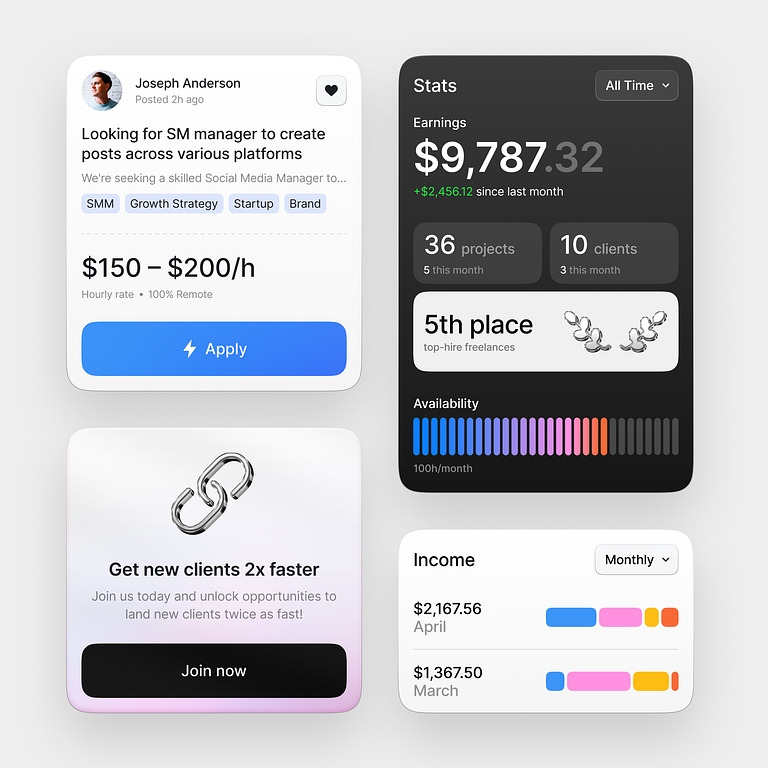 Joseph Anderson
Posted 2h ago
Looking for SM manager to create
posts across various platforms
We're seeking a skilled Social Media Manager to...
SMM Growth Strategy Startup Brand
$150 – $200/h
Hourly rate • 100% Remote
Apply
Get new clients 2x faster
Join us today and unlock opportunities to
land new clients twice as fast!
Join now
Stats All Time
Earnings
$9,787.32
+$2,456.12 since last month
36 projects 10 clients
5 this month 3 this month
5th place
top-hire freelances
Availability
100h/month
Income Monthly
$2,167.56
April
$1,367.50
March